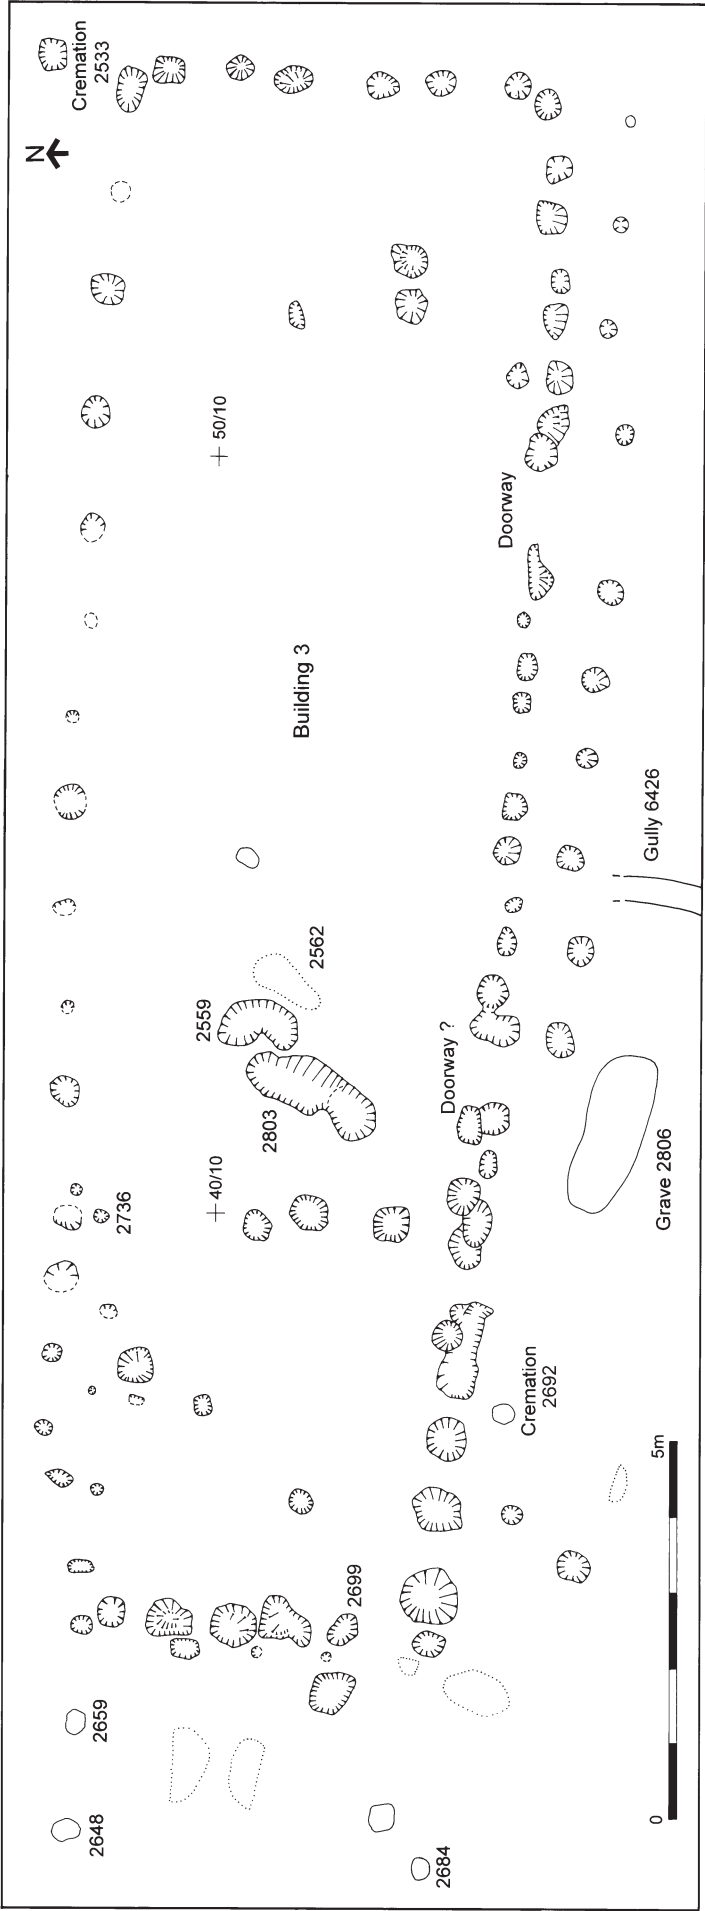 Cremation
2533
N
50/10
Doorway
Building 3
Gully 6426
2562
2559
Doorway ?
2803
40/10
2736
Grave 2806
Cremation
2692
5m
2699
2659
2648
0
2684